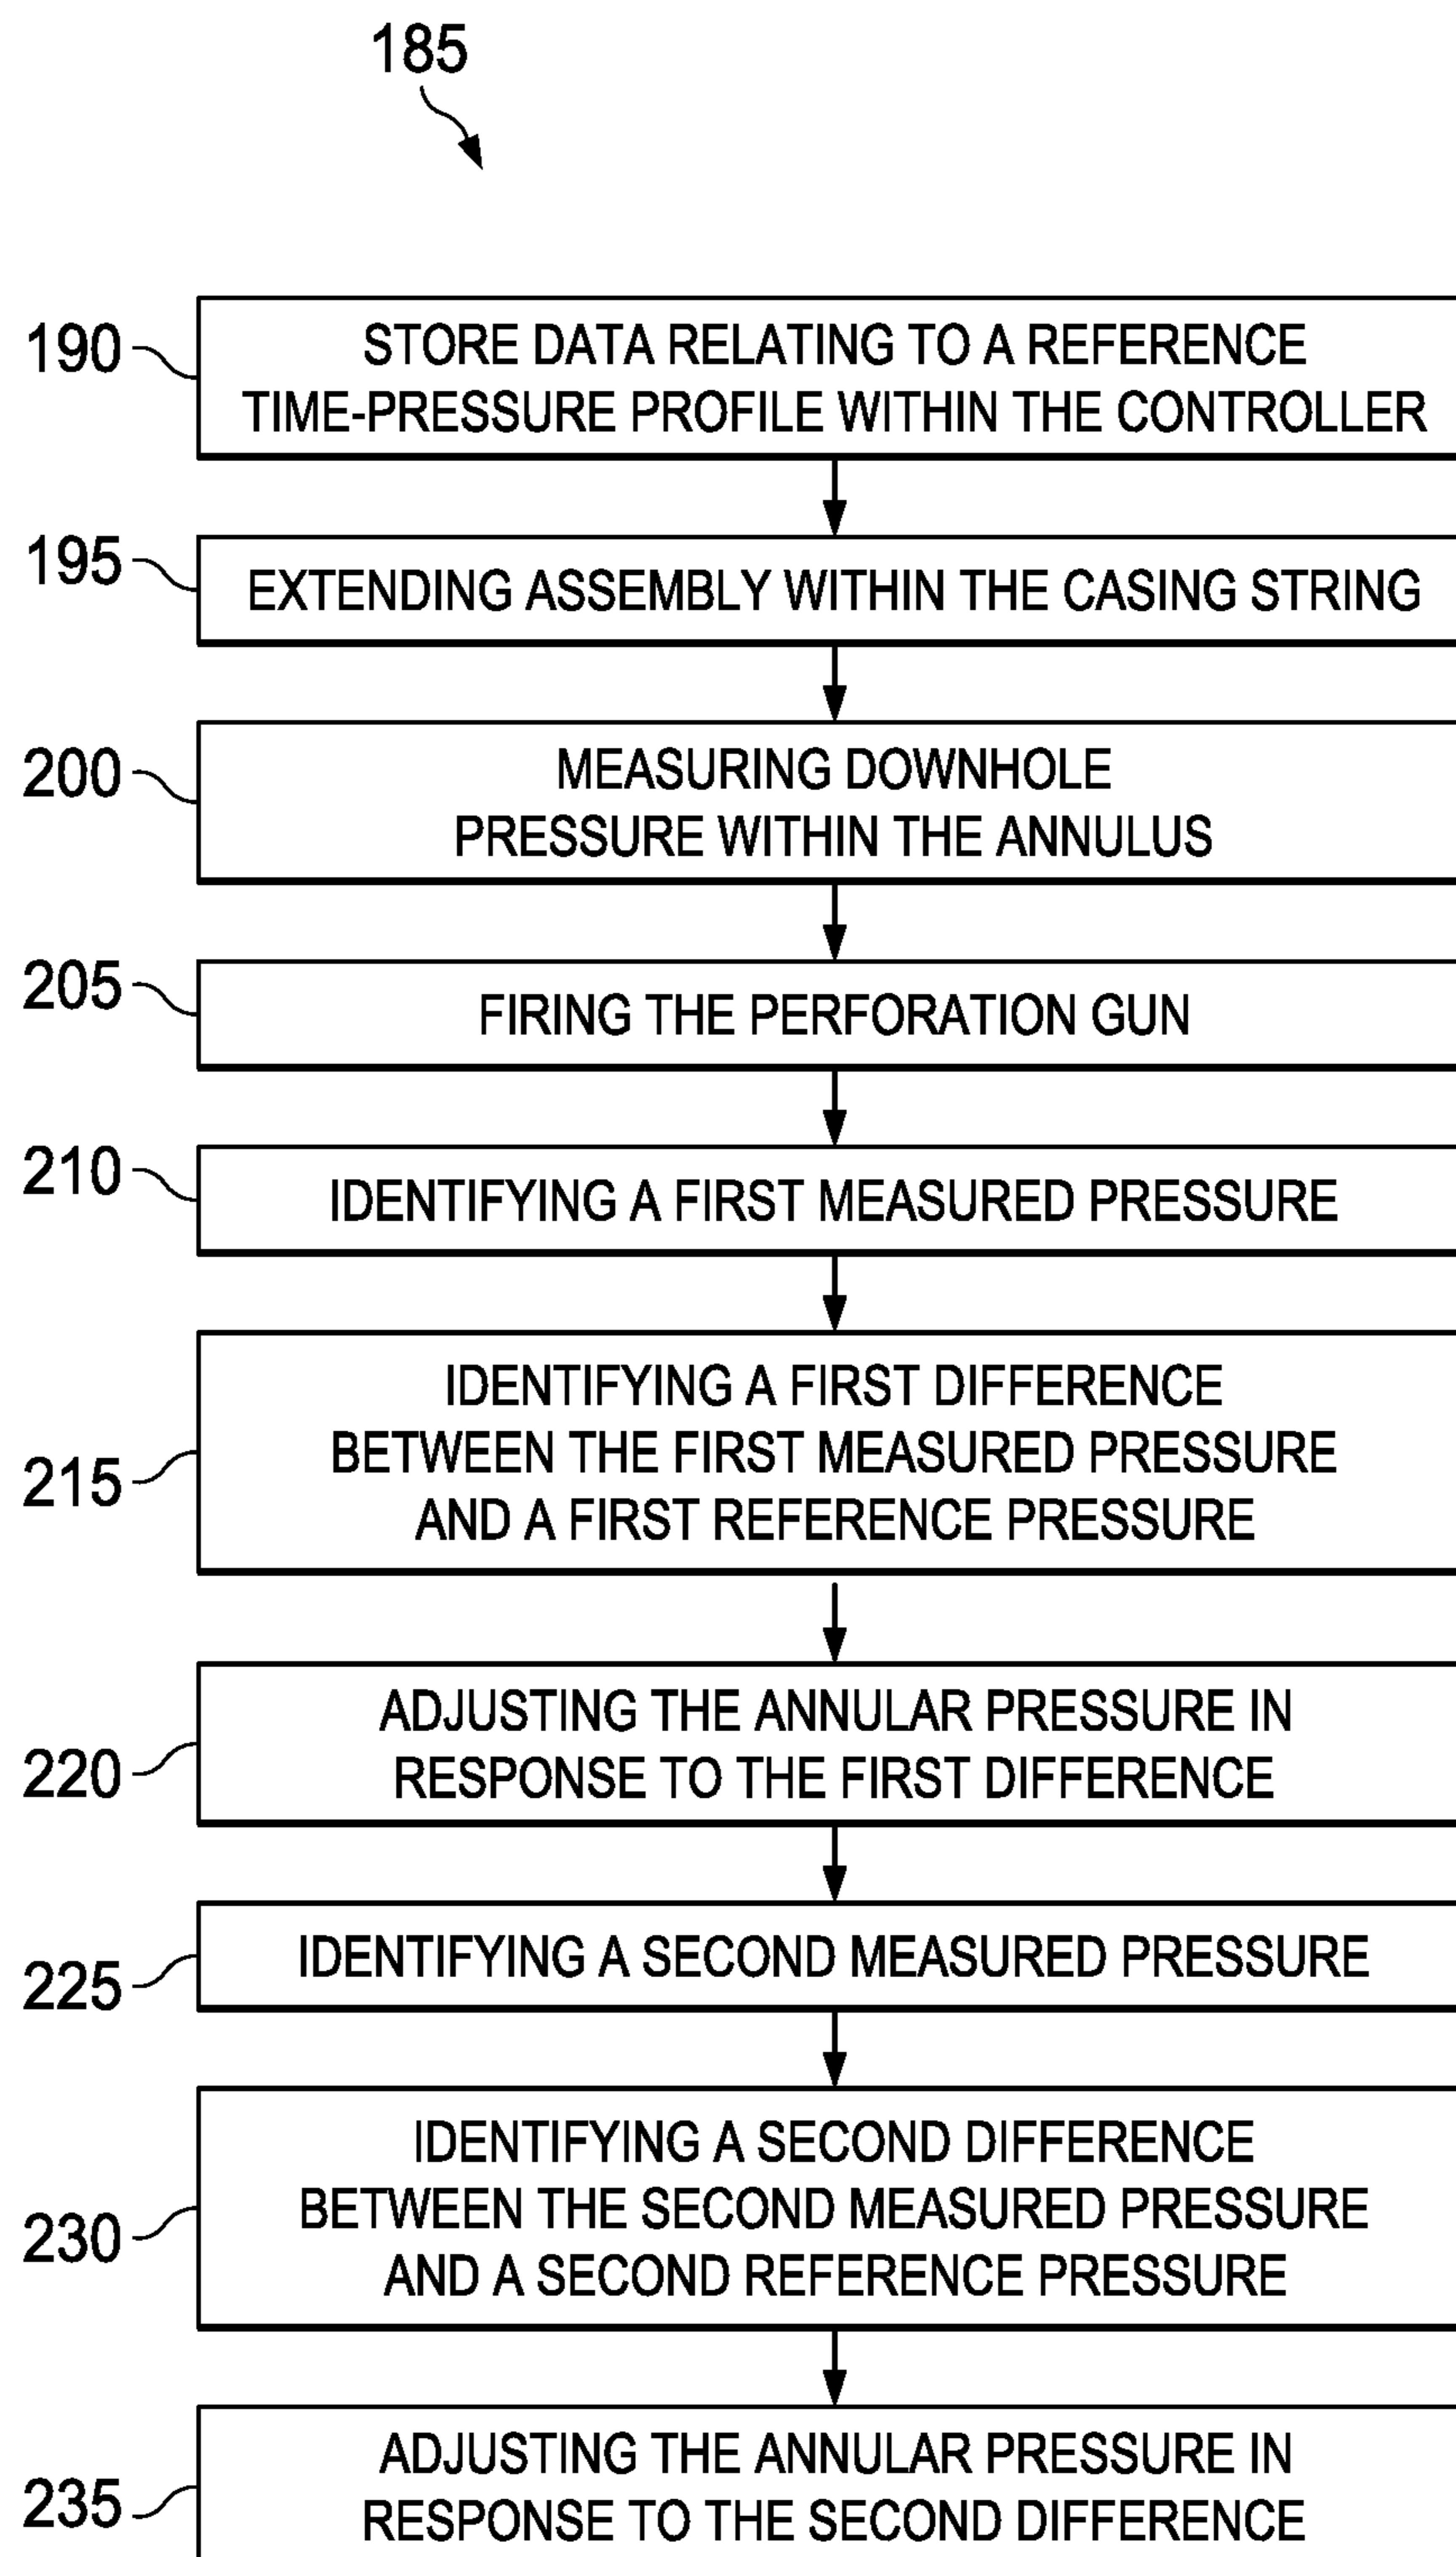 185
190
STORE DATA RELATING TO A REFERENCE
TIME-PRESSURE PROFILE WITHIN THE CONTROLLER
195
EXTENDING ASSEMBLY WITHIN THE CASING STRING
200
MEASURING DOWNHOLE
PRESSURE WITHIN THE ANNULUS
205
FIRING THE PERFORATION GUN
210
IDENTIFYING A FIRST MEASURED PRESSURE
215
IDENTIFYING A FIRST DIFFERENCE
BETWEEN THE FIRST MEASURED PRESSURE
AND A FIRST REFERENCE PRESSURE
220
ADJUSTING THE ANNULAR PRESSURE IN
RESPONSE TO THE FIRST DIFFERENCE
225
IDENTIFYING A SECOND MEASURED PRESSURE
230
IDENTIFYING A SECOND DIFFERENCE
BETWEEN THE SECOND MEASURED PRESSURE
AND A SECOND REFERENCE PRESSURE
235
ADJUSTING THE ANNULAR PRESSURE IN
RESPONSE TO THE SECOND DIFFERENCE